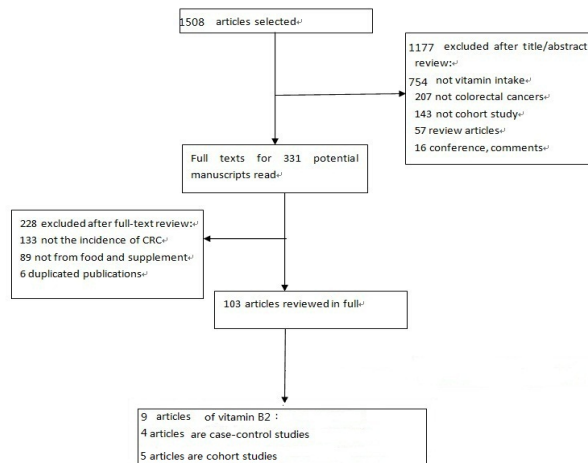 1508 articles selected↵
1177 excluded after title/abstract
review:↵
754 not vitamin intake
207 not colorectal cancers
143 not cohort study
57 review articles
16 conference, comments↵
Full texts for 331 potential
manuscripts read↵
228 excluded after full-text review:↵
133 not the incidence of CRC↵
89 not from food and supplement↵
6 duplicated publications↵
103 articles reviewed in full↵
9 articles of vitamin B2：
4 articles are case-control studies
5 articles are cohort studies